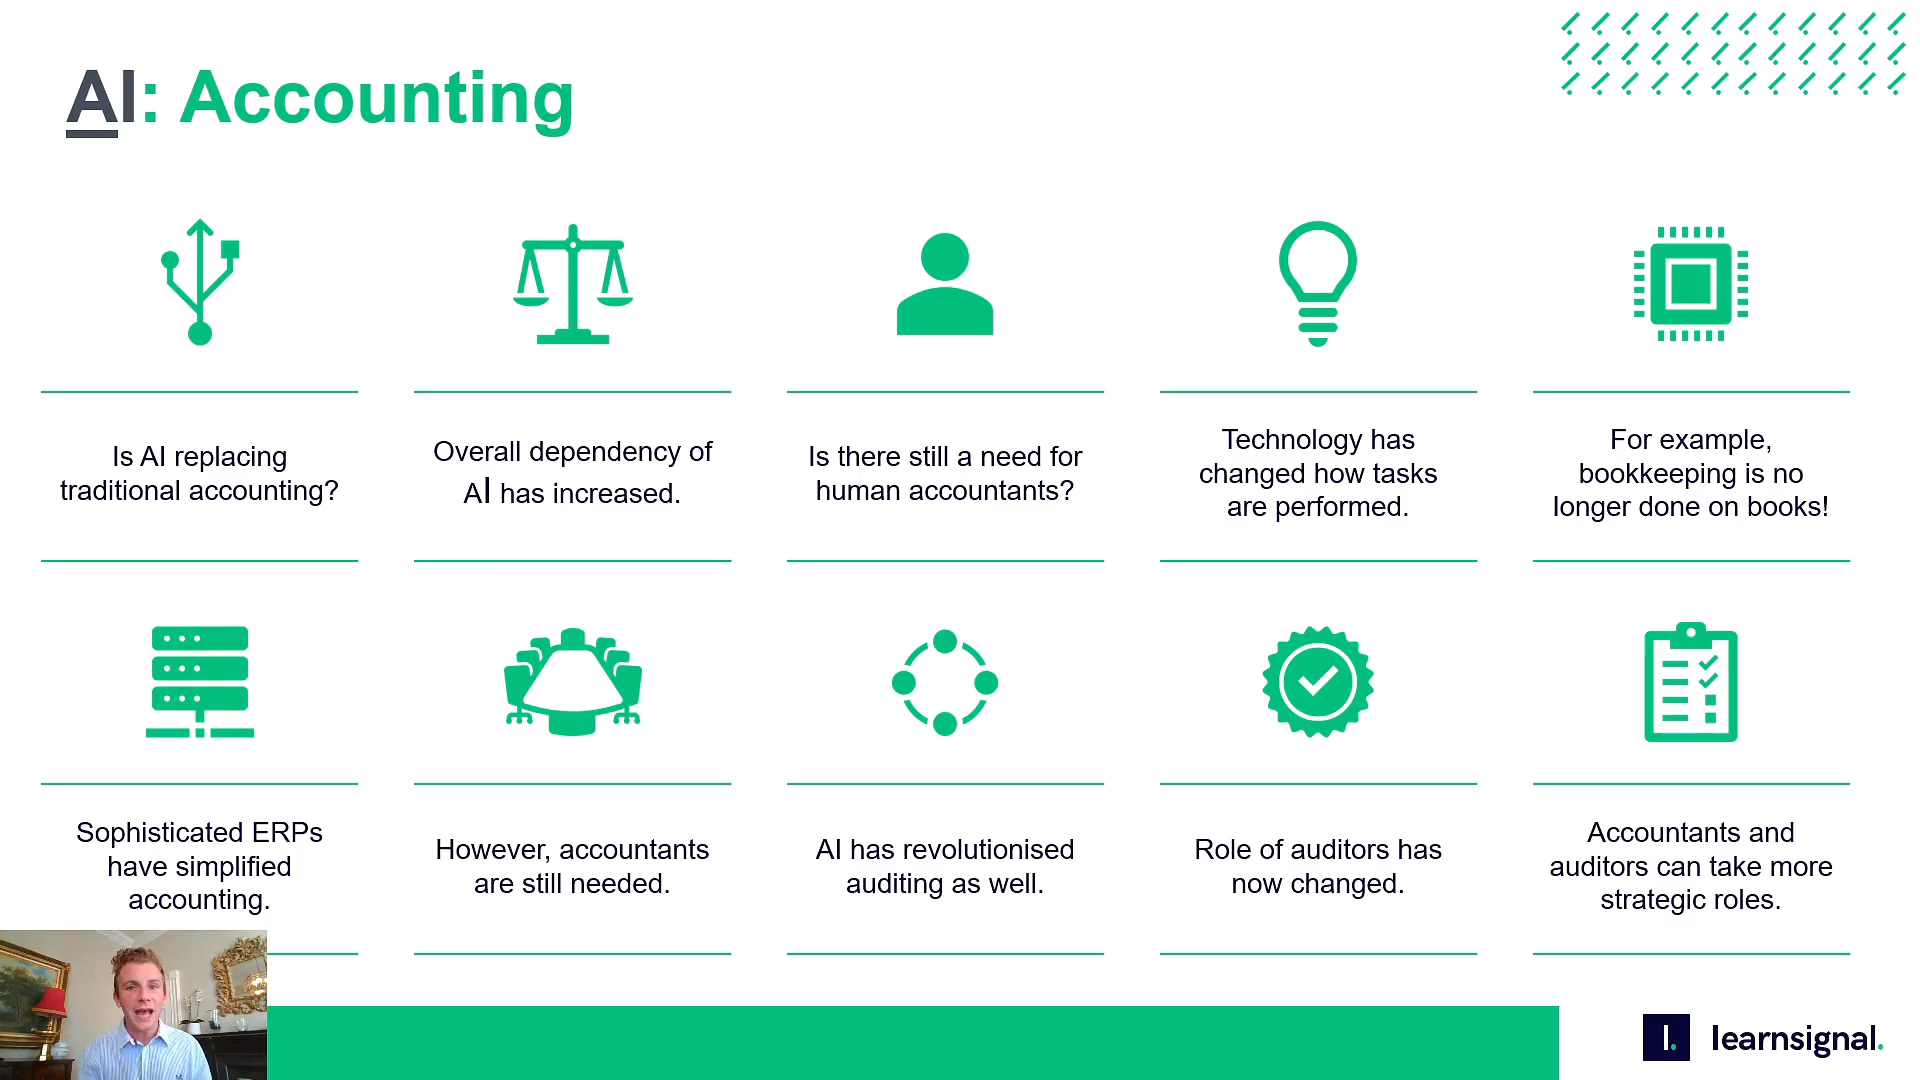 AI: Accounting
Is AI replacing
traditional accounting?
Overall dependency of
AI has increased.
Is there still a need for
human accountants?
Technology has
changed how tasks
are performed.
For example,
bookkeeping is no
longer done on books!
Sophisticated ERPs
have simplified
accounting.
However, accountants
are still needed.
AI has revolutionised
auditing as well.
Role of auditors has
now changed.
Accountants and
auditors can take more
strategic roles.
l.
learnsignal.